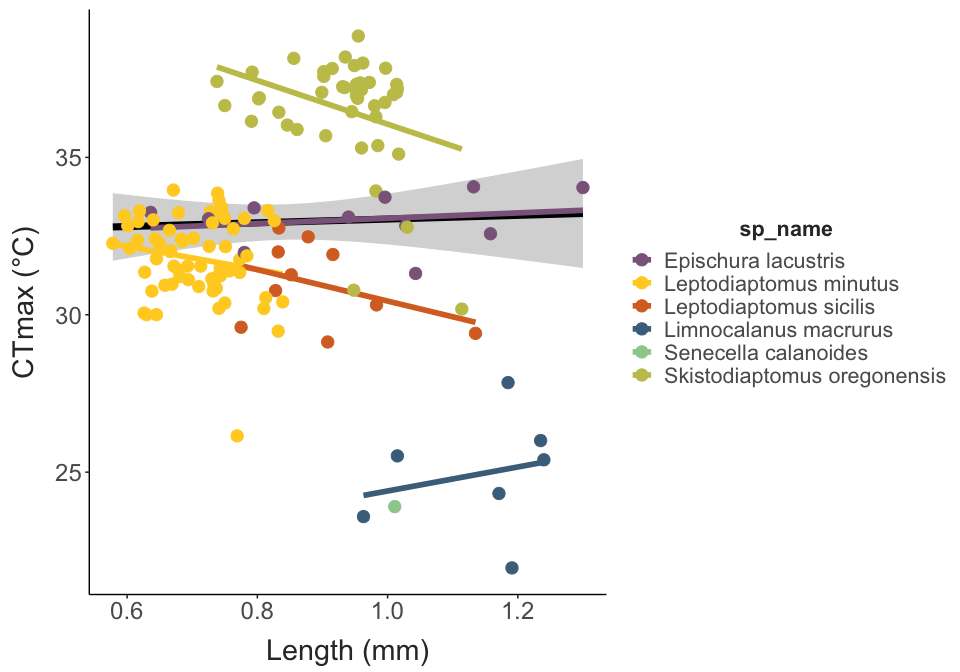 35
30
25
CTmax (°C)
0.6 0.8 1.0 1.2
Length (mm)
sp_name
Epischura lacustris
Leptodiaptomus minutus
Leptodiaptomus sicilis
Limnocalanus macrurus
Senecella calanoides
Skistodiaptomus oregonensis